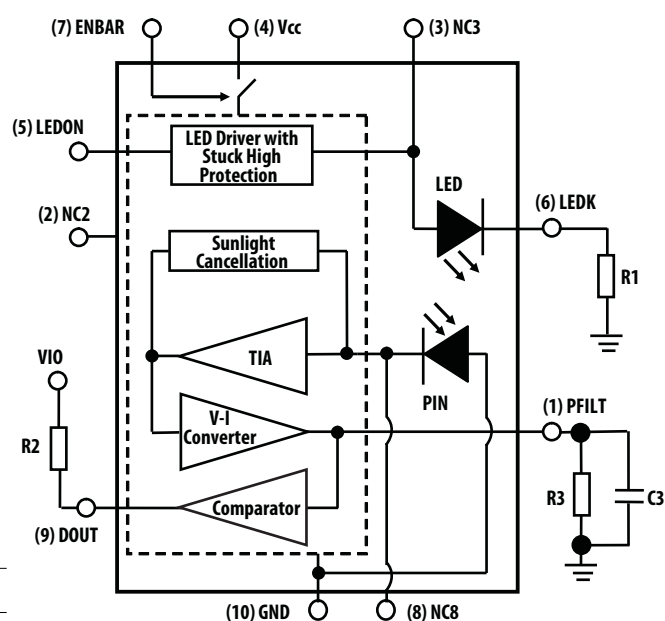 (7) ENBAR
(4) Vcc
(3) NC3
(5) LEDON
LED Driver with
Stuck High
Protection
LED
(6) LEDK
(2) NC2
Sunlight
Cancellation
R1
VIO
TIA
PIN
(1) PFILT
R2
V-I
Converter
R3
C3
Comparator
(9) DOUT
(10) GND
(8) NC8